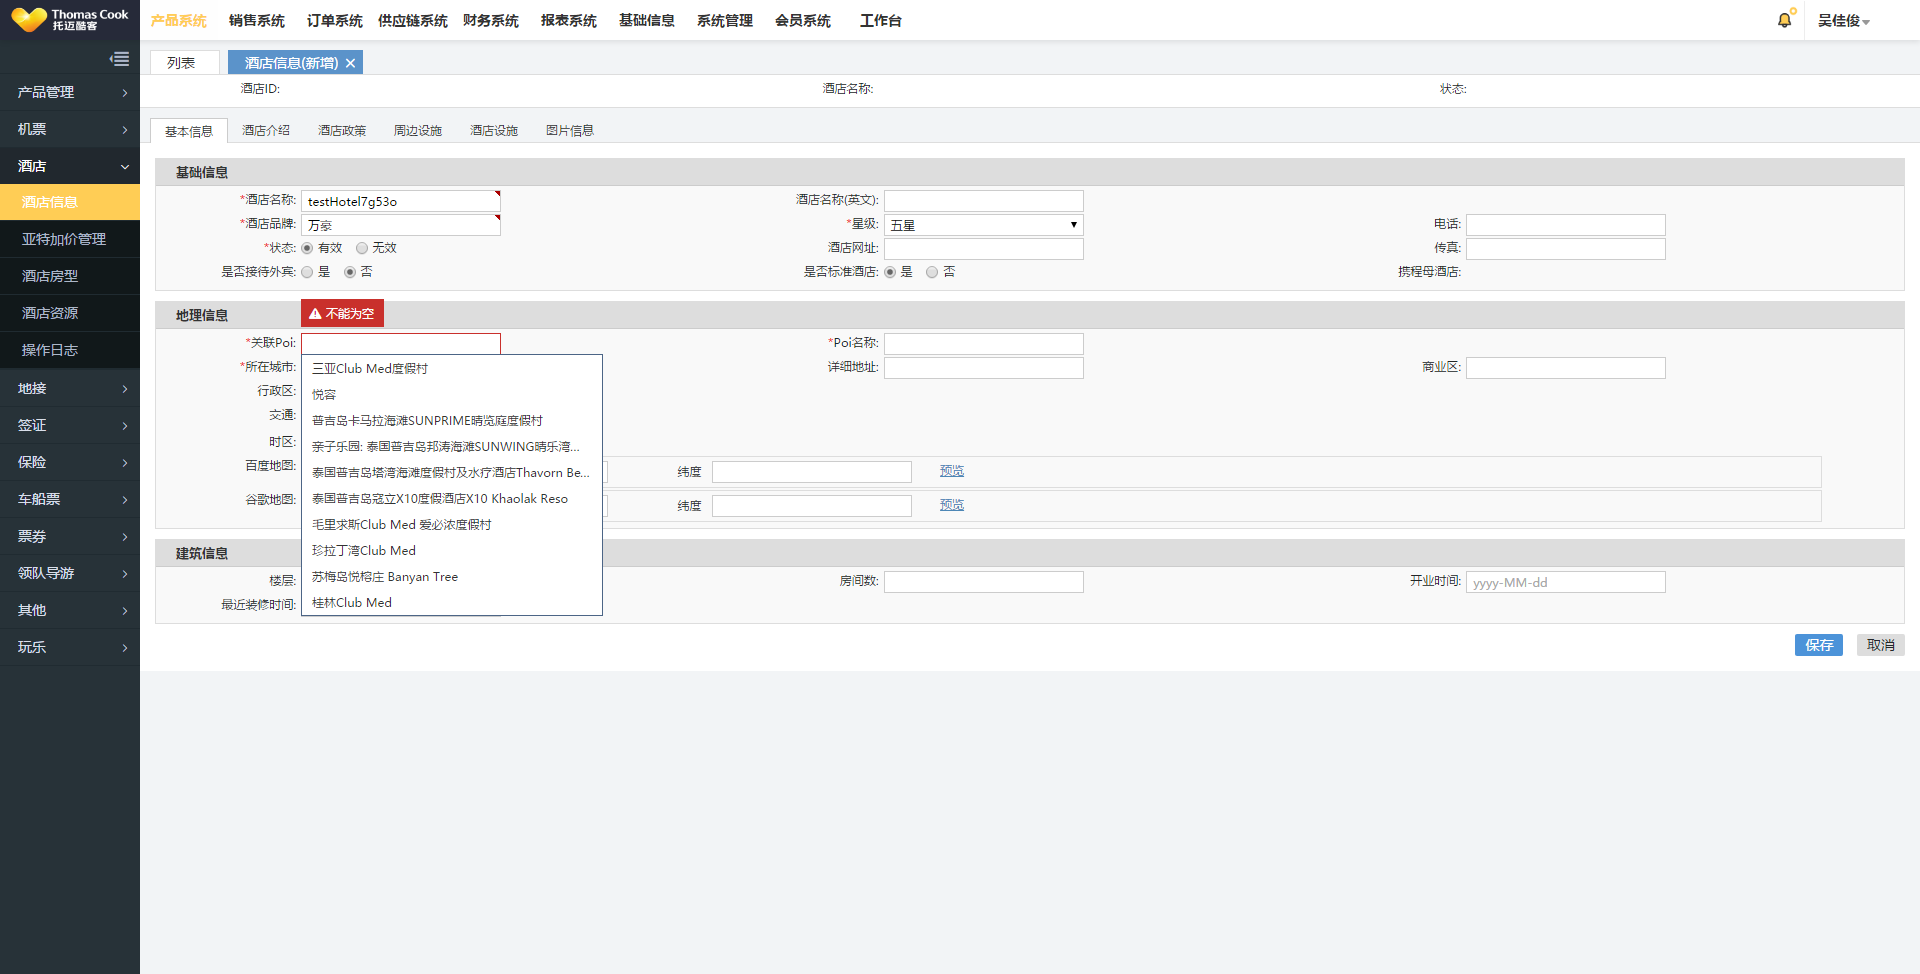 Thomas Cook
托迈酷客
产品系统 销售系统 订单系统 供应链系统 财务系统 报表系统 基础信息 系统管理 会员系统 工作台
吴佳俊
产品管理
机票
酒店
酒店信息
亚特加价管理
酒店房型
酒店资源
操作日志
地接
签证
保险
车船票
票券
领队导游
其他
玩乐
列表 酒店信息(新增)
酒店ID: 酒店名称: 状态:
基本信息 酒店介绍 酒店政策 周边设施 酒店设施 图片信息
基础信息
*酒店名称: testHotel7g53o 酒店名称(英文):
*酒店品牌: 万豪 *星级: 五星 电话:
*状态: 有效 无效 酒店网址: 传真:
是否接待外宾: 是 否 是否标准酒店: 是 否 携程母酒店:
地理信息 不能为空
*关联Poi: *Poi名称:
*所在城市: 详细地址: 商业区:
行政区:
交通:
时区:
百度地图: 纬度 预览
谷歌地图: 纬度 预览
三亚Club Med度假村
悦容
普吉岛卡马拉海滩SUNPRIME晴览庭度假村
亲子乐园: 泰国普吉岛邦涛海滩SUNWING晴乐湾...
泰国普吉岛塔湾海滩度假村及水疗酒店Thavorn Be...
泰国普吉岛寇立X10度假酒店X10 Khaolak Reso
毛里求斯Club Med 爱必浓度假村
珍拉丁湾Club Med
苏梅岛悦榕庄 Banyan Tree
桂林Club Med
建筑信息
楼层: 房间数: 开业时间: yyyy-MM-dd
最近装修时间:
保存 取消